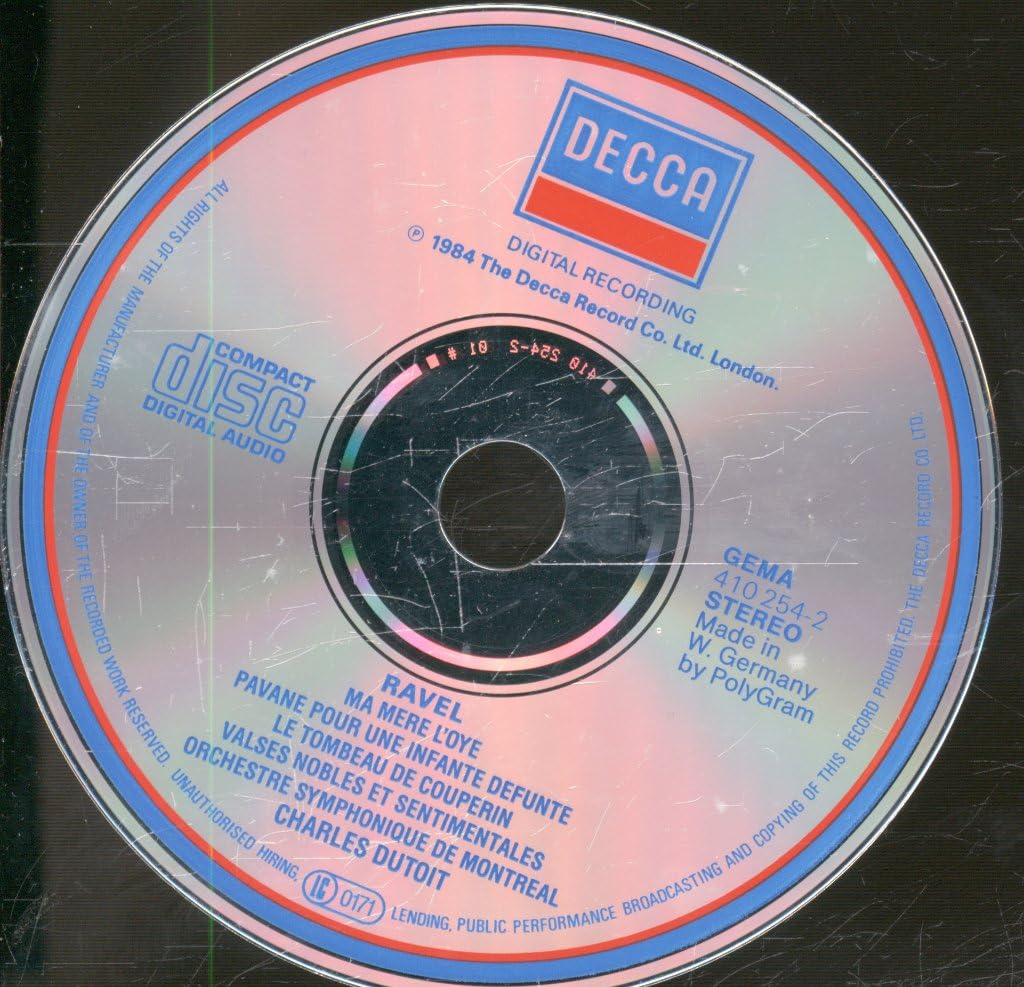 DECCA
DIGITAL RECORDING
℗ 1984 The Decca Record Co. Ltd. London.
COMPACT
disc
DIGITAL AUDIO
410 254-2 01 #
GEMA
410 254-2
STEREO
Made in
W. Germany
by PolyGram
RAVEL
MA MERE L'OYE
PAVANE POUR UNE INFANTE DEFUNTE
LE TOMBEAU DE COUPERIN
VALSES NOBLES ET SENTIMENTALES
ORCHESTRE SYMPHONIQUE DE MONTREAL
CHARLES DUTOIT
ALL RIGHTS OF THE MANUFACTURER AND OF THE OWNER OF THE RECORDED WORK RESERVED. UNAUTHORISED HIRING, LENDING, PUBLIC PERFORMANCE BROADCASTING AND COPYING OF THIS RECORD PROHIBITED. THE DECCA RECORD CO LTD.
LC 0171